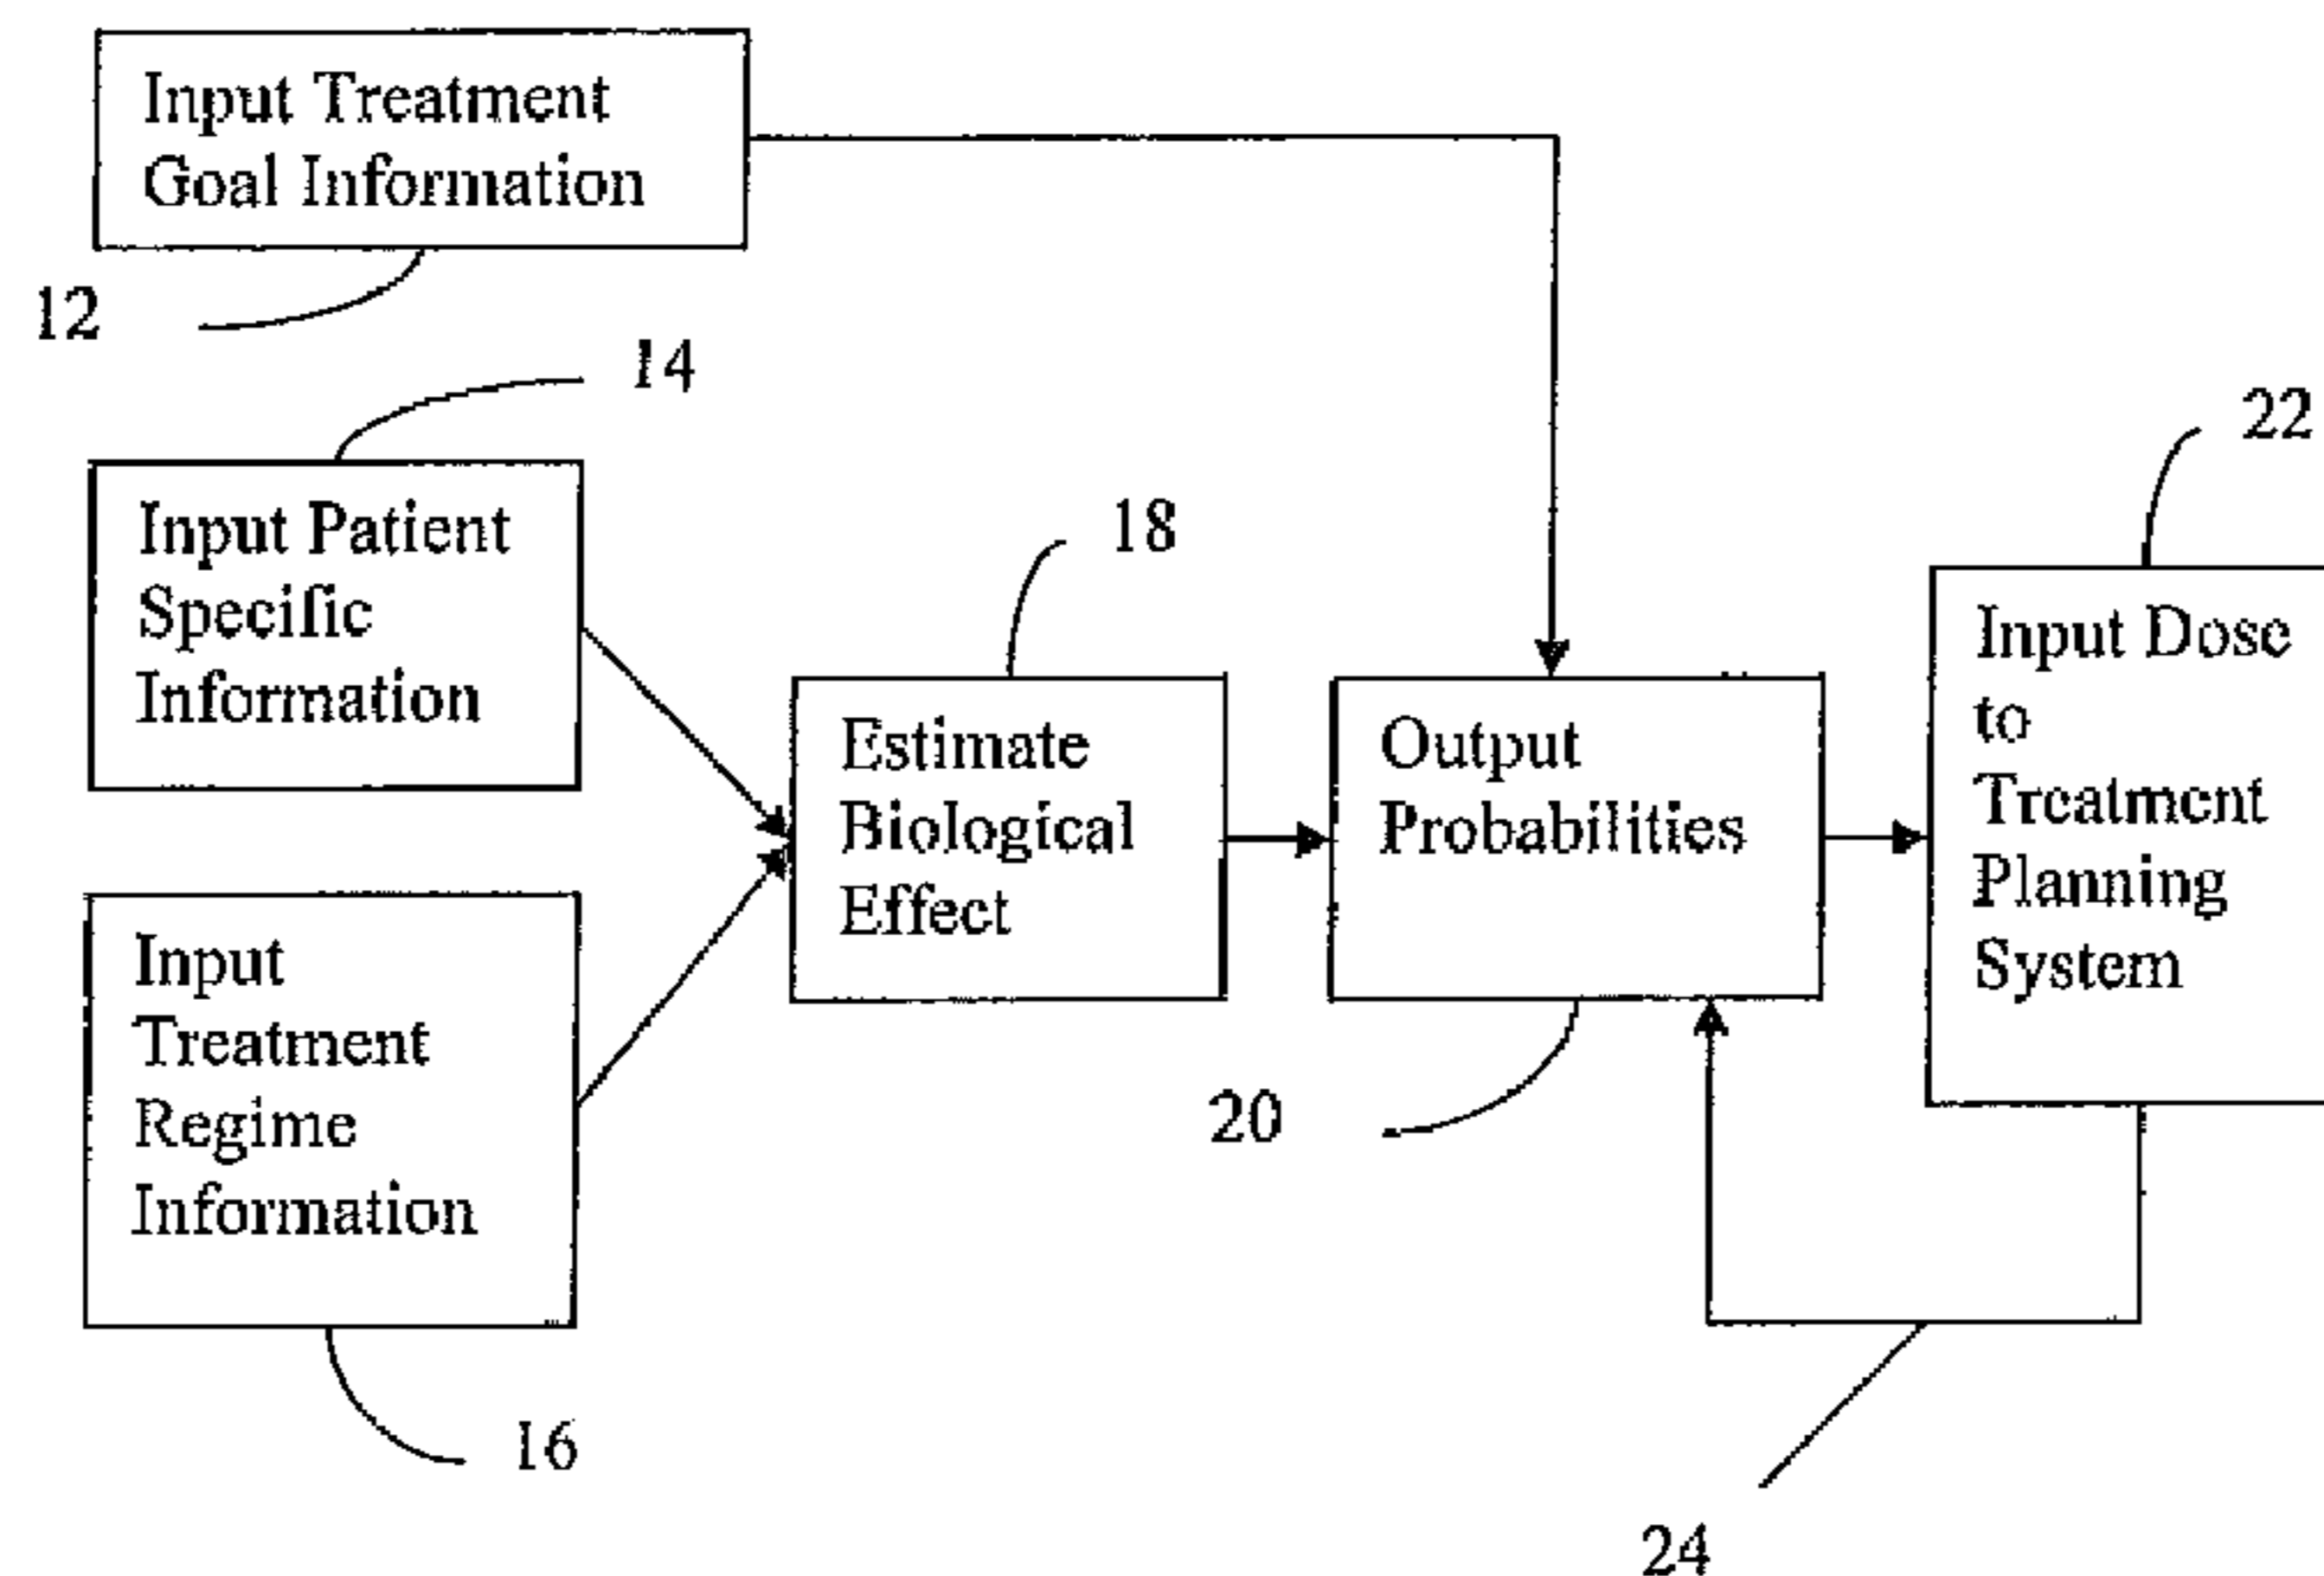 Input Treatment
Goal Information
12
14
22
Input Patient
Specific
Information
18
Input Dose
to
Treatment
Planning
System
Estimate
Biological
Effect
Output
Probabilities
Input
Treatment
Regime
Information
20
16
24